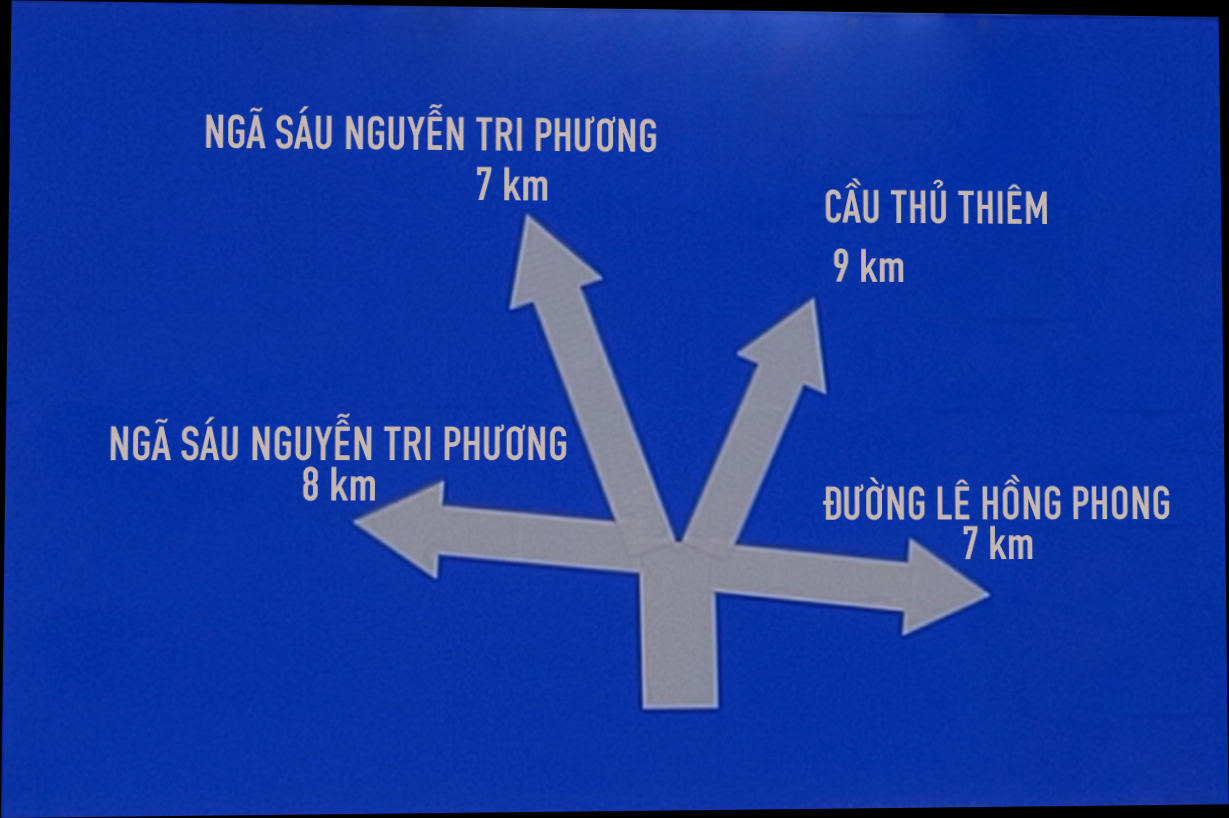 NGÃ SÁU NGUYỄN TRI PHƯƠNG
7 km
CẦU THỦ THIÊM
9 km
NGÃ SÁU NGUYỄN TRI PHƯƠNG
8 km
ĐƯỜNG LÊ HỒNG PHONG
7 km